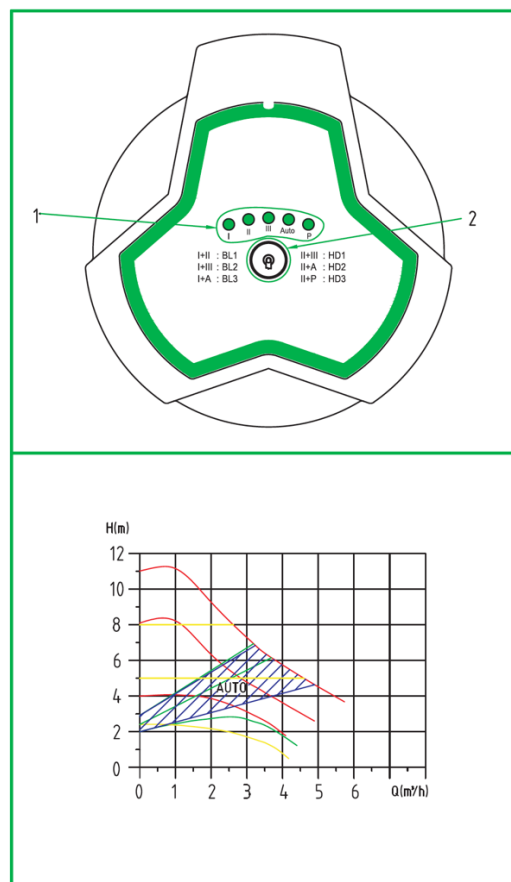 1
2
I II III Auto P
I+II : BL1
I+III : BL2
I+A : BL3
II+III : HD1
II+A : HD2
II+P : HD3
H(m)
12
10
8
6
4
2
0
AUTO
0 1 2 3 4 5 6 Q(m³/h)